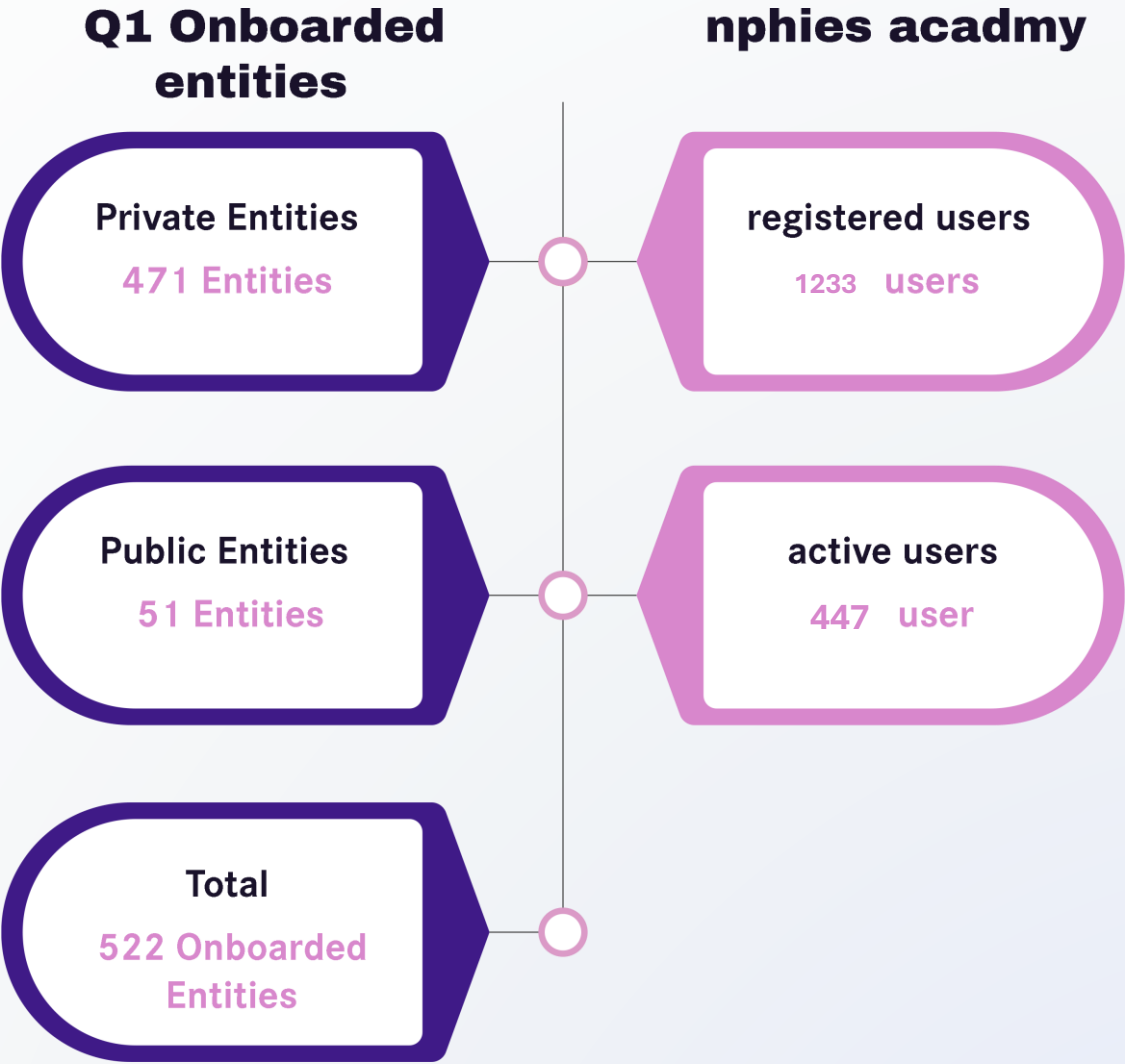 Q1 Onboarded
entities
Private Entities
471 Entities
Public Entities
51 Entities
Total
522 Onboarded
Entities
nphies acadmy
registered users
1233 users
active users
447 user